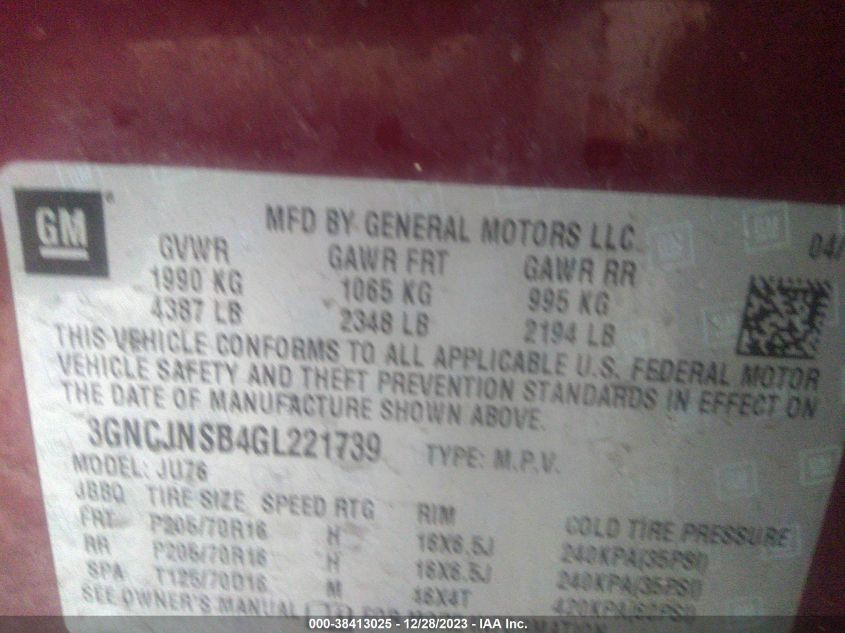 GM
MFD BY GENERAL MOTORS LLC
04/
GVWR GAWR FRT GAWR RR
1990 KG 1065 KG 995 KG
4387 LB 2348 LB 2194 LB
THIS VEHICLE CONFORMS TO ALL APPLICABLE U.S. FEDERAL MOTOR
VEHICLE SAFETY AND THEFT PREVENTION STANDARDS IN EFFECT ON
THE DATE OF MANUFACTURE SHOWN ABOVE.
3GNCJNSB4GL221739 TYPE: M.P.V.
MODEL: JU76
JBBQ TIRE SIZE SPEED RTG RIM COLD TIRE PRESSURE
FRT P205/70R16 H 16X6.5J 240KPA(35PSI)
RR P205/70R16 H 16X6.5J 240KPA(35PSI)
SPA T125/70D16 M 16X4T 420KPA(60PSI)
SEE OWNER'S MANUAL FOR
000-38413025 - 12/28/2023 - IAA Inc.